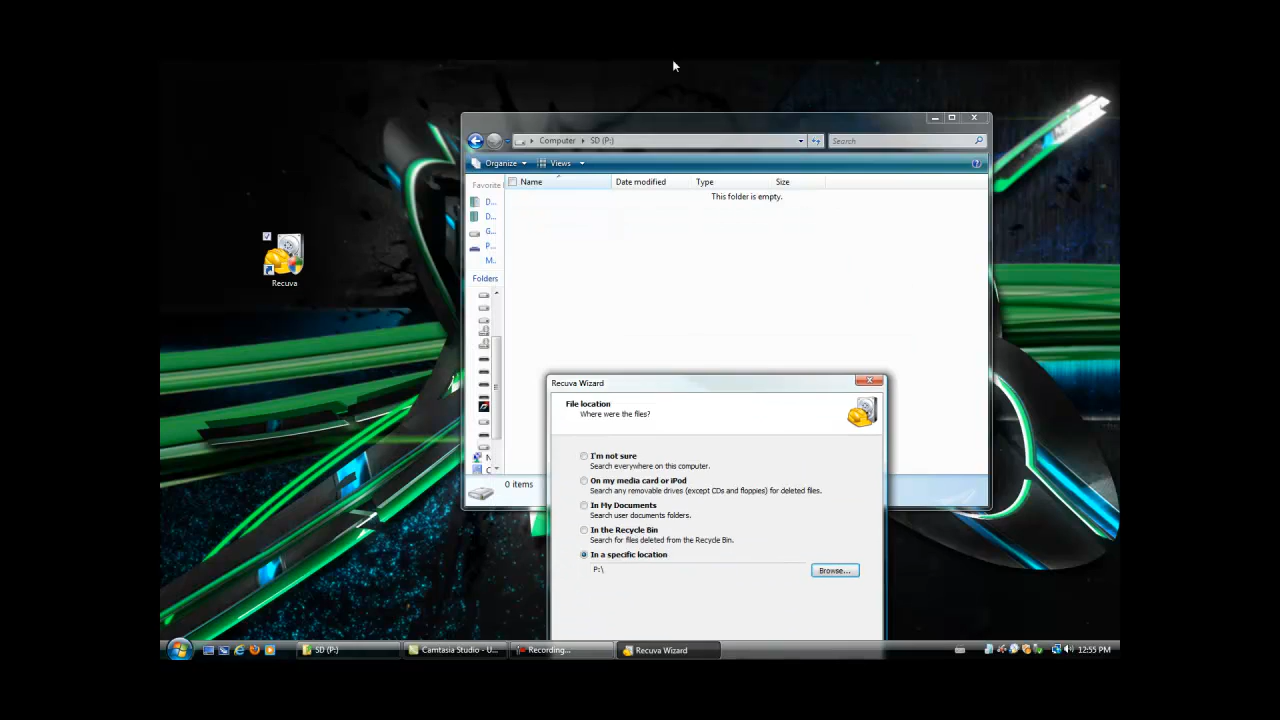 Computer SD (P:) Search
Organize Views
Favorite
Name Date modified Type Size
This folder is empty.
D...
D...
G...
P...
M..
Folders
N
C
0 items
Recuva
Recuva Wizard
File location
Where were the files?
I'm not sure
Search everywhere on this computer.
On my media card or iPod
Search any removable drives (except CDs and floppies) for deleted files.
In My Documents
Search user documents folders.
In the Recycle Bin
Search for files deleted from the Recycle Bin.
In a specific location
P:\ Browse...
SD (P:) Camtasia Studio - U... Recording... Recuva Wizard 12:55 PM